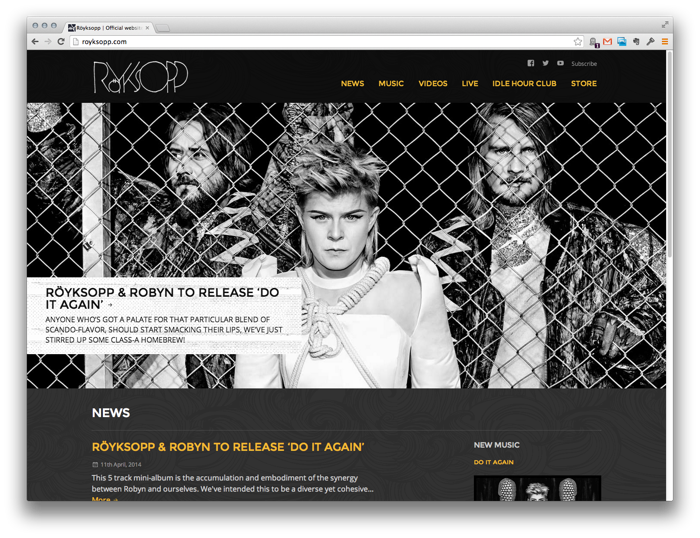 Röyksopp | Official website
royksopp.com
RÖYKSOPP
Subscribe
NEWS MUSIC VIDEOS LIVE IDLE HOUR CLUB STORE
RÖYKSOPP & ROBYN TO RELEASE ‘DO
IT AGAIN’ →
ANYONE WHO'S GOT A PALATE FOR THAT PARTICULAR BLEND OF
SCANDO-FLAVOR, SHOULD START SMACKING THEIR LIPS, WE'VE JUST
STIRRED UP SOME CLASS-A HOMEBREW!
NEWS
RÖYKSOPP & ROBYN TO RELEASE ‘DO IT AGAIN’
11th April, 2014
This 5 track mini-album is the accumulation and embodiment of the synergy
between Robyn and ourselves. We've intended this to be a diverse yet cohesive...
More →
NEW MUSIC
DO IT AGAIN